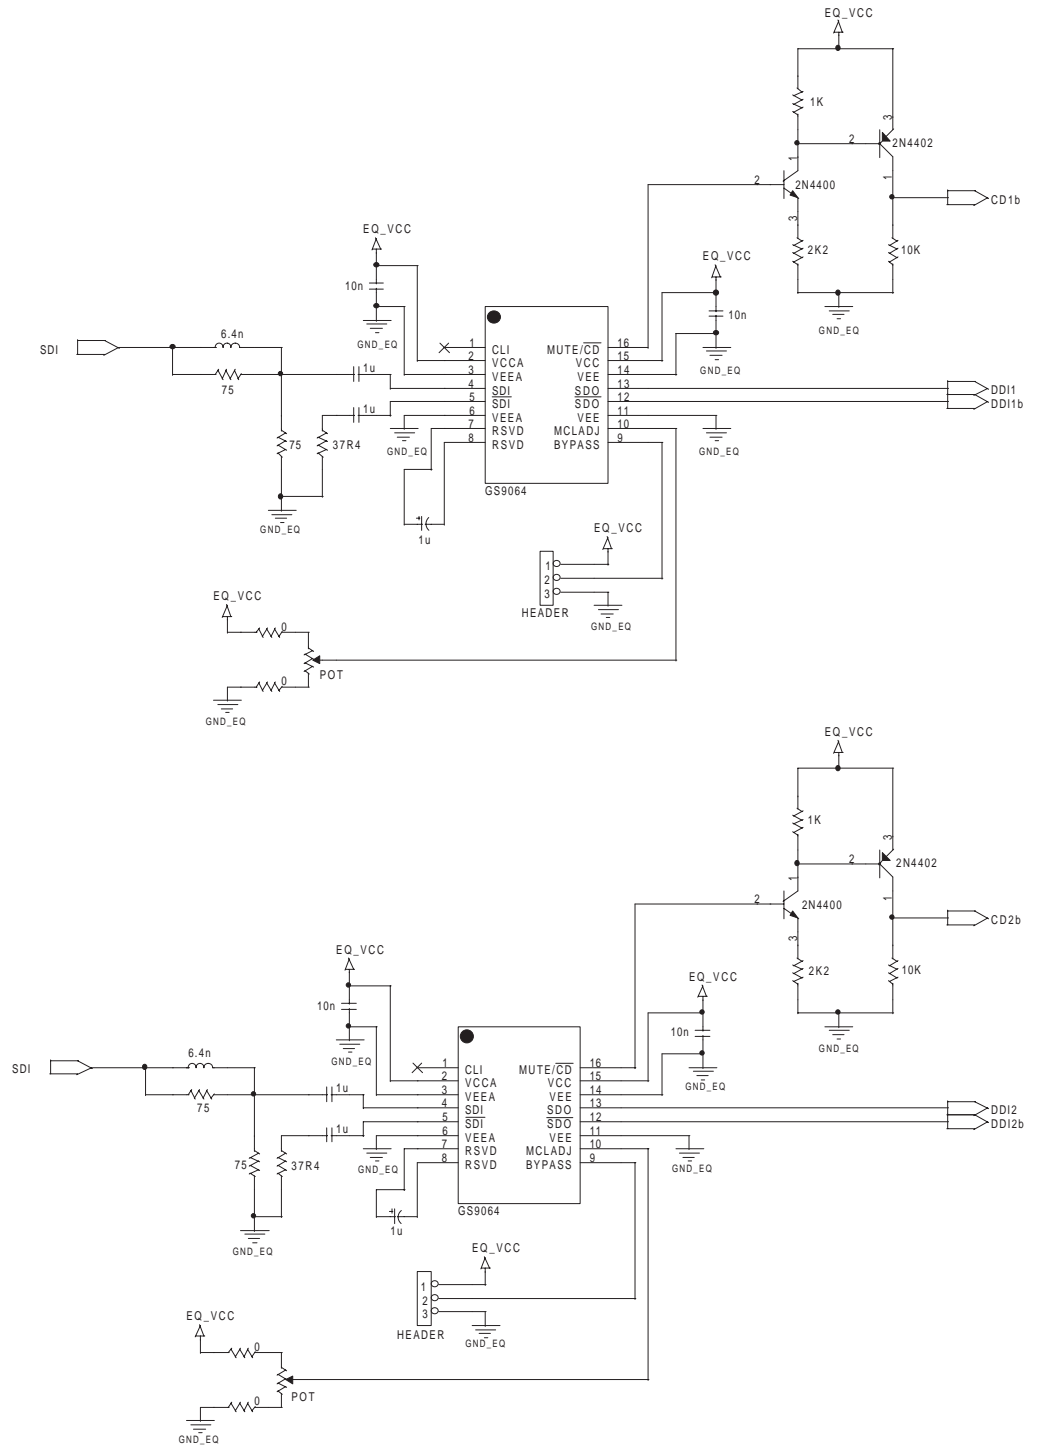 EQ_VCC
1K
3
2
2N4402
1
2
2N4400
1
CD1b
3
2K2
10K
GND_EQ
EQ_VCC
10n
GND_EQ
EQ_VCC
10n
GND_EQ
SDI
6.4n
75
1u
1u
75
37R4
GND_EQ
GND_EQ
1 CLI MUTE/CD 16
2 VCCA VCC 15
3 VEEA VEE 14
4 SDI SDO 13
5 SDI SDO 12
6 VEEA VEE 11
7 RSVD MCLADJ 10
8 RSVD BYPASS 9
GS9064
DDI1
DDI1b
GND_EQ
1u
EQ_VCC
1
2
3
HEADER
GND_EQ
EQ_VCC
0
POT
0
GND_EQ
EQ_VCC
1K
3
2
2N4402
1
2
2N4400
1
CD2b
3
2K2
10K
GND_EQ
EQ_VCC
10n
GND_EQ
EQ_VCC
10n
GND_EQ
SDI
6.4n
75
1u
1u
75
37R4
GND_EQ
GND_EQ
1 CLI MUTE/CD 16
2 VCCA VCC 15
3 VEEA VEE 14
4 SDI SDO 13
5 SDI SDO 12
6 VEEA VEE 11
7 RSVD MCLADJ 10
8 RSVD BYPASS 9
GS9064
DDI2
DDI2b
GND_EQ
1u
EQ_VCC
1
2
3
HEADER
GND_EQ
EQ_VCC
0
POT
0
GND_EQ